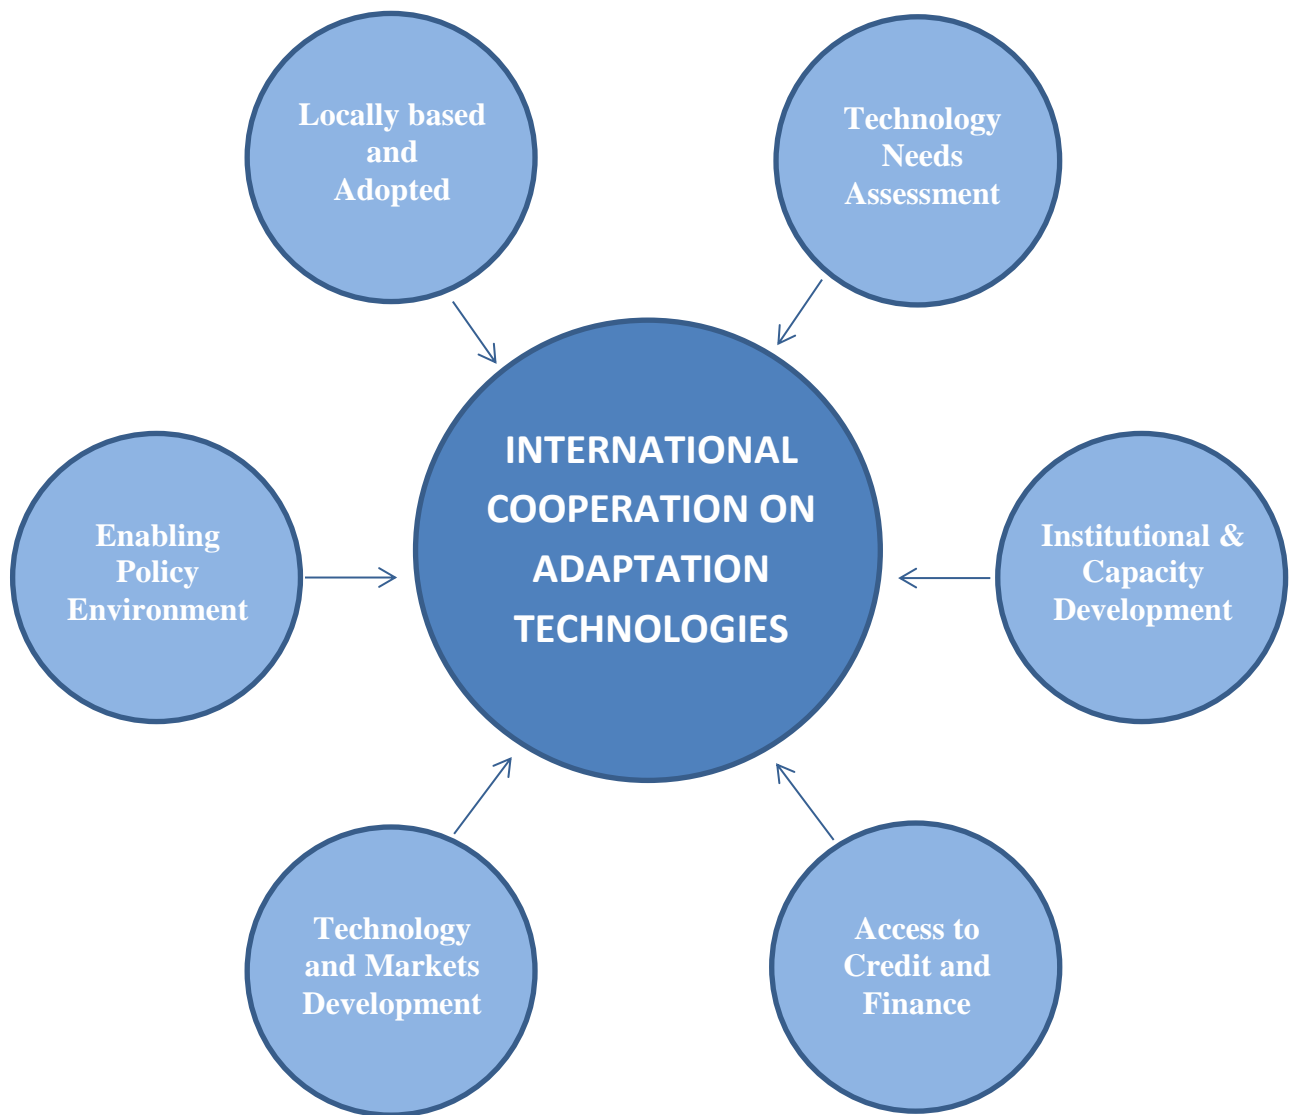 Locally based
and
Adopted
Technology
Needs
Assessment
INTERNATIONAL
COOPERATION ON
ADAPTATION
TECHNOLOGIES
Enabling
Policy
Environment
Institutional &
Capacity
Development
Technology
and Markets
Development
Access to
Credit and
Finance